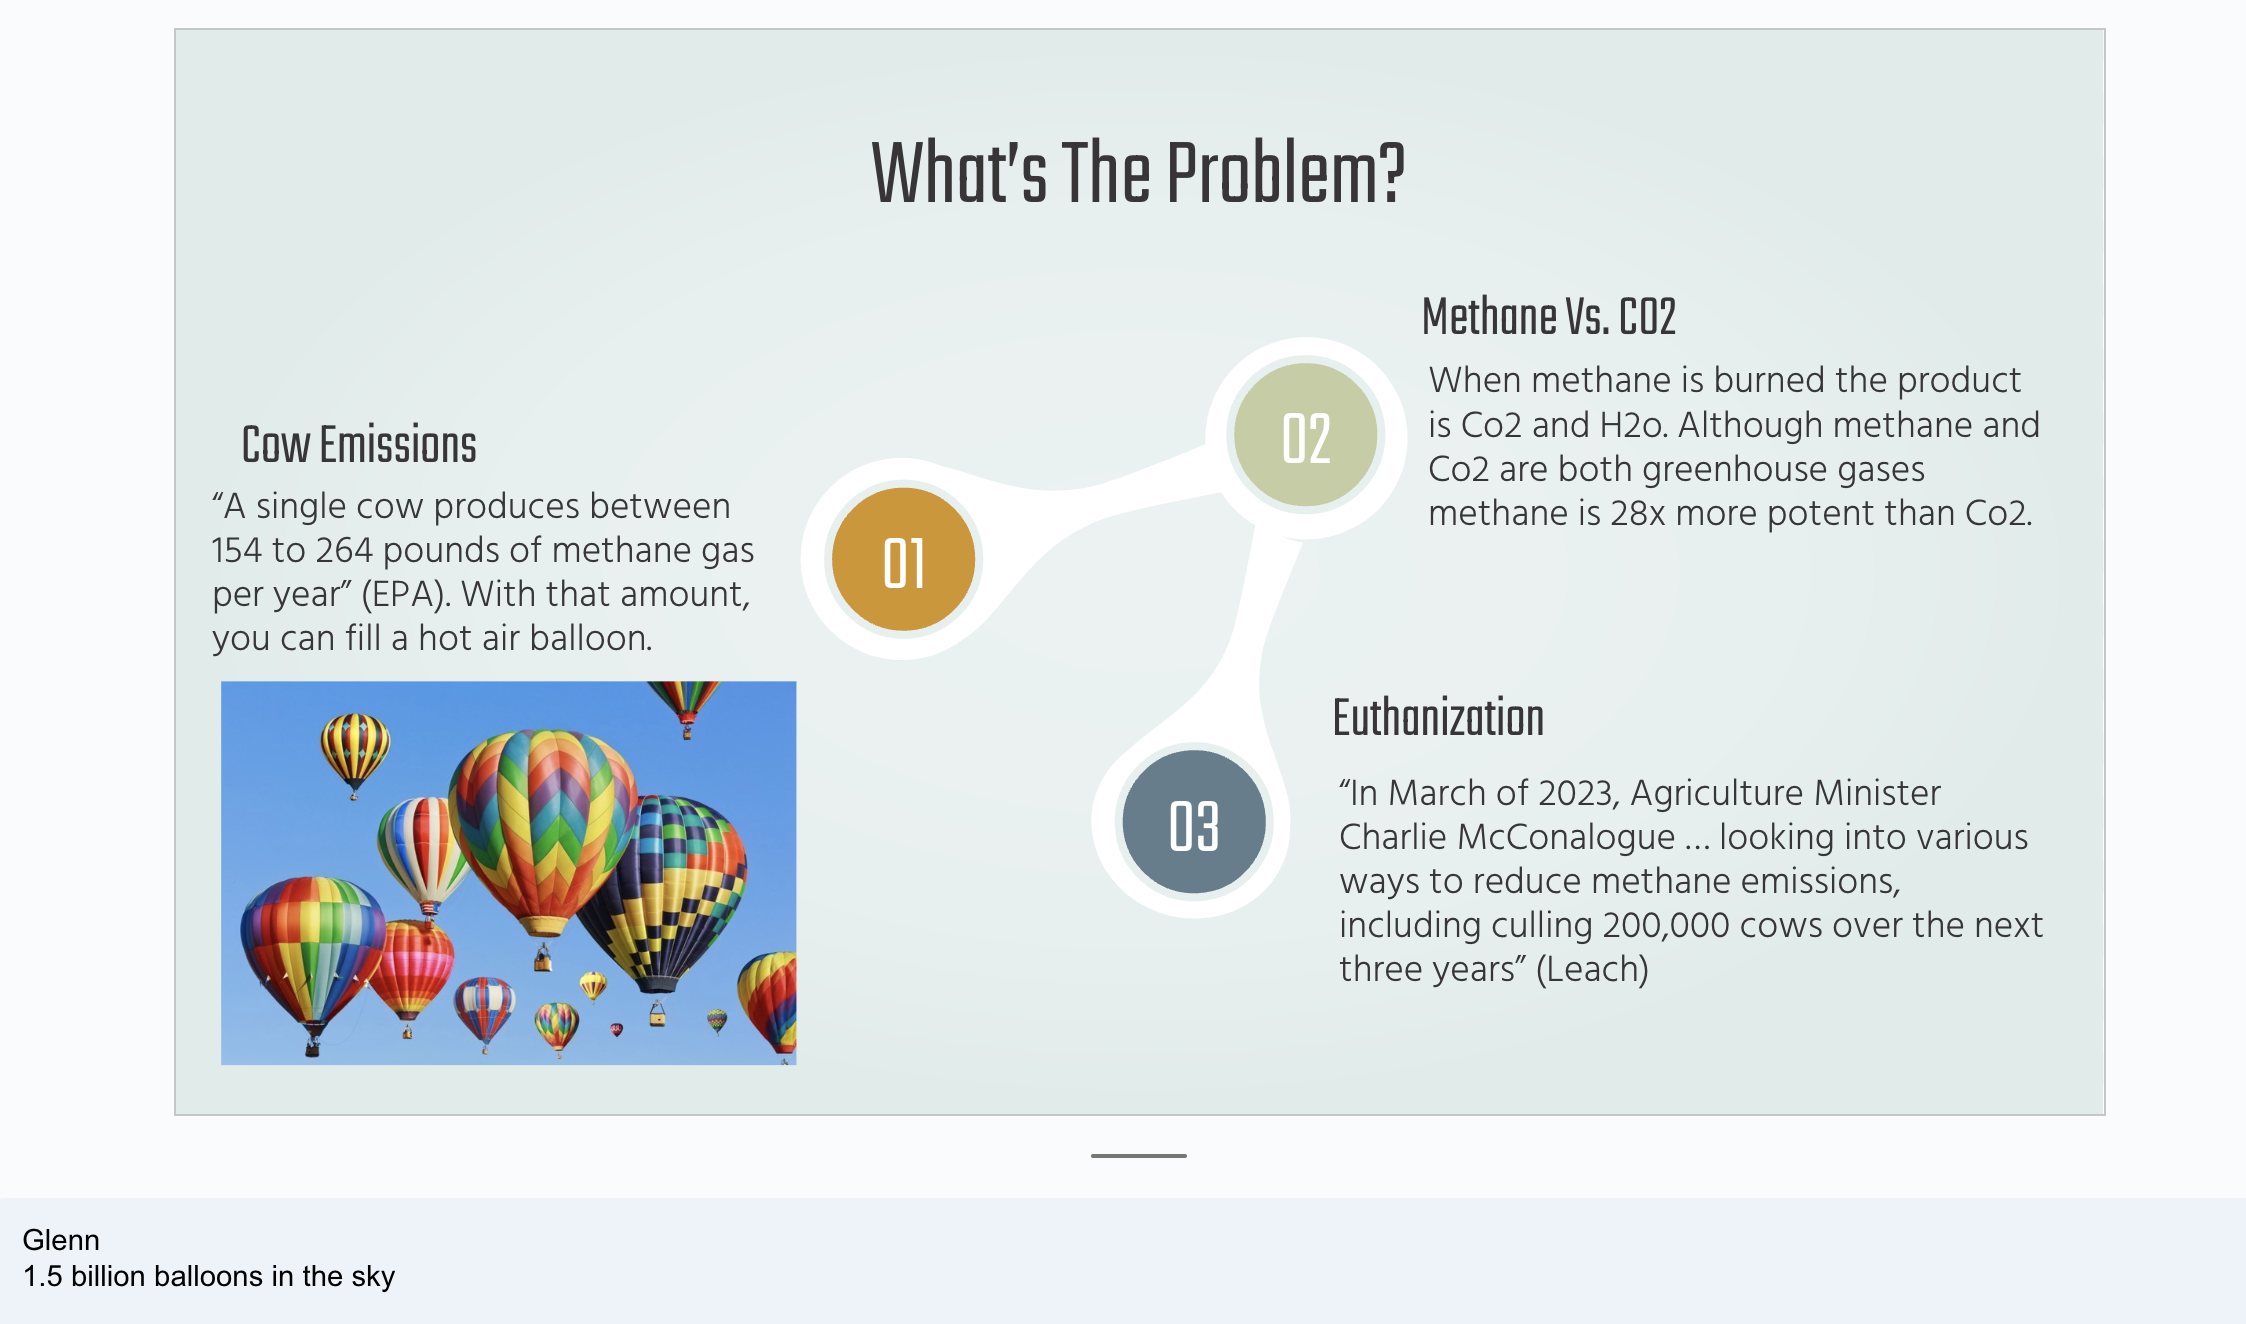 What's The Problem?
Cow Emissions
“A single cow produces between
154 to 264 pounds of methane gas
per year” (EPA). With that amount,
you can fill a hot air balloon.
01
02
Methane Vs. CO2
When methane is burned the product
is Co2 and H2o. Although methane and
Co2 are both greenhouse gases
methane is 28x more potent than Co2.
03
Euthanization
“In March of 2023, Agriculture Minister
Charlie McConalogue ... looking into various
ways to reduce methane emissions,
including culling 200,000 cows over the next
three years” (Leach)
Glenn
1.5 billion balloons in the sky